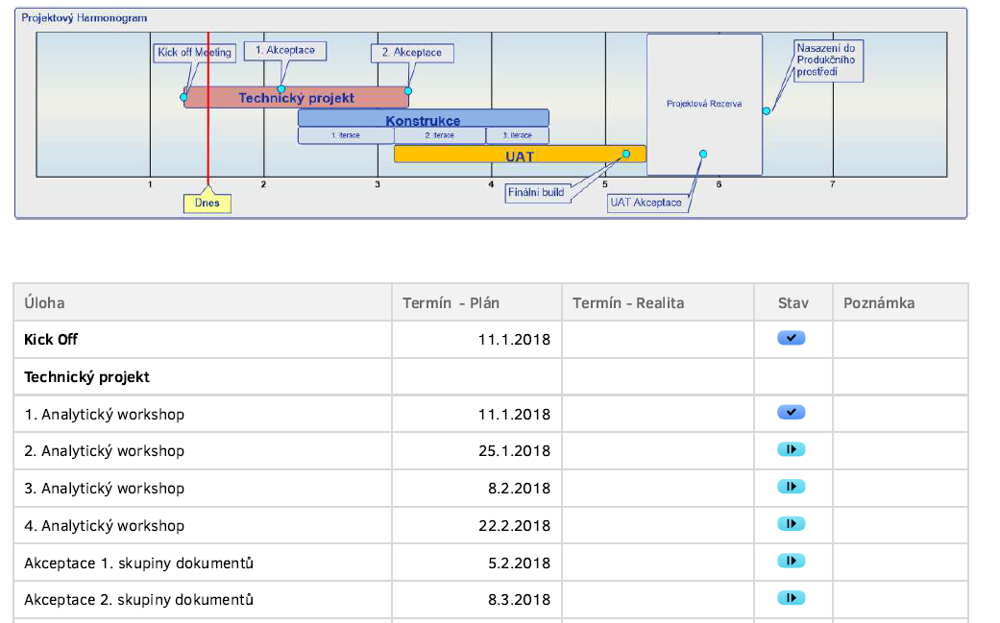 Projektový Harmonogram
Kick off Meeting
1. Akceptace
2. Akceptace
Nasazení do
Produkčního
prostředí
Technický projekt
Projektová Rezerva
Konstrukce
1. iterace
2. iterace
3. iterace
UAT
1
2
3
4
5
6
7
Finální build
Dnes
UAT Akceptace
Úloha Termín - Plán Termín - Realita Stav Poznámka
Kick Off 11.1.2018
Technický projekt
1. Analytický workshop 11.1.2018
2. Analytický workshop 25.1.2018
3. Analytický workshop 8.2.2018
4. Analytický workshop 22.2.2018
Akceptace 1. skupiny dokumentů 5.2.2018
Akceptace 2. skupiny dokumentů 8.3.2018